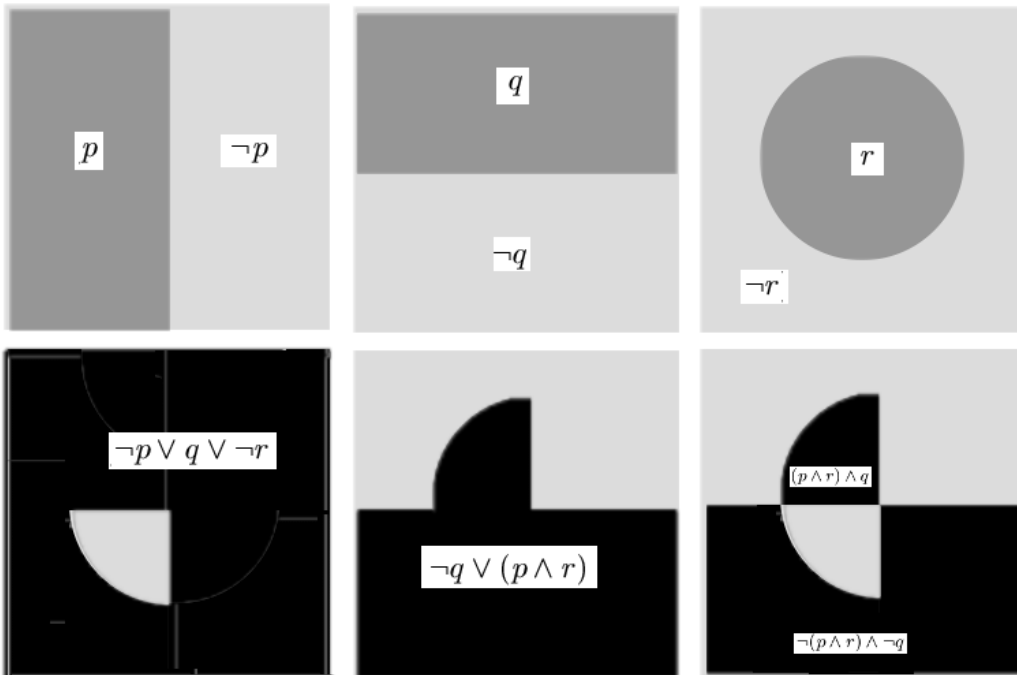 p
¬p
q
¬q
r
¬r
¬p ∨ q ∨ ¬r
¬q ∨ (p ∧ r)
(p ∧ r) ∧ q
¬(p ∧ r) ∧ ¬q